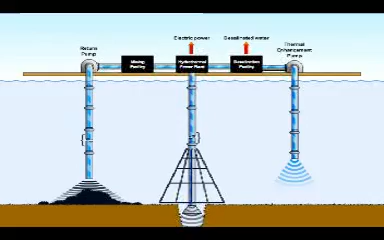 Electric power
Desalinated water
Return
Pump
Thermal
Enhancement
Pump
Mining
Facility
Hydrothermal
Power Plant
Desalination
Facility